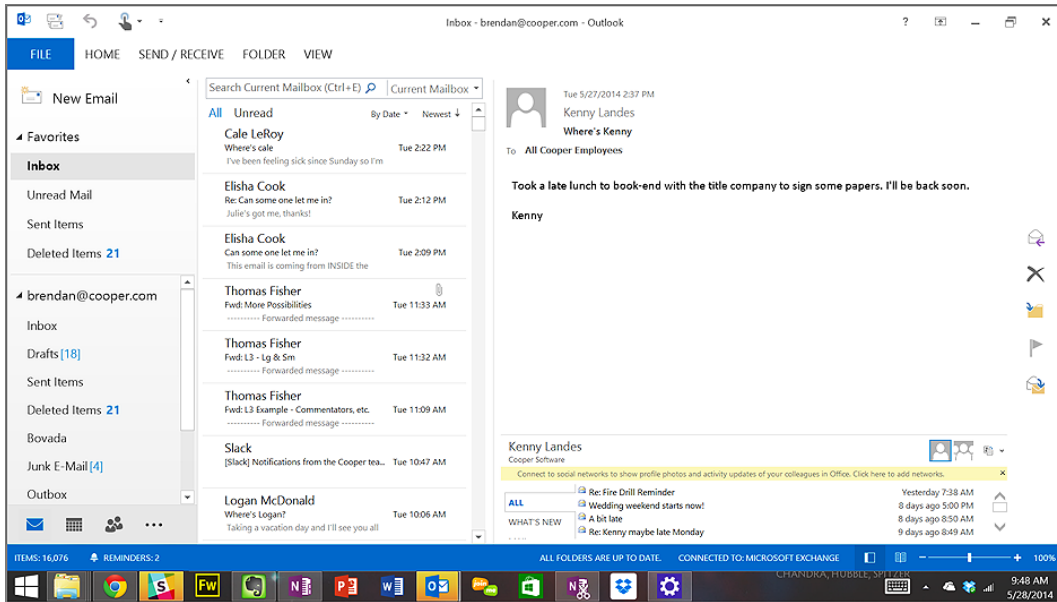 Inbox - brendan@cooper.com - Outlook
?
FILE HOME SEND / RECEIVE FOLDER VIEW
New Email
Favorites
Inbox
Unread Mail
Sent Items
Deleted Items 21
brendan@cooper.com
Inbox
Drafts [18]
Sent Items
Deleted Items 21
Bovada
Junk E-Mail [4]
Outbox
Search Current Mailbox (Ctrl+E) Current Mailbox
All Unread By Date Newest
Cale LeRoy
Where's cale Tue 2:22 PM
I've been feeling sick since Sunday so I'm
Elisha Cook
Re: Can some one let me in? Tue 2:12 PM
Julie's got me, thanks!
Elisha Cook
Can some one let me in? Tue 2:09 PM
This email is coming from INSIDE the
Thomas Fisher
Fwd: More Possibilities Tue 11:33 AM
---------- Forwarded message ----------
Thomas Fisher
Fwd: L3 - Lg & Sm Tue 11:32 AM
---------- Forwarded message ----------
Thomas Fisher
Fwd: L3 Example - Commentators, etc. Tue 11:09 AM
---------- Forwarded message ----------
Slack
[Slack] Notifications from the Cooper tea... Tue 10:47 AM
Logan McDonald
Where's Logan? Tue 10:06 AM
Taking a vacation day and I'll see you all
Tue 5/27/2014 2:37 PM
Kenny Landes
Where's Kenny
To All Cooper Employees
Took a late lunch to book-end with the title company to sign some papers. I'll be back soon.
Kenny
Kenny Landes
Cooper Software
Connect to social networks to show profile photos and activity updates of your colleagues in Office. Click here to add networks.
ALL
WHAT'S NEW
Re: Fire Drill Reminder Yesterday 7:38 AM
Wedding weekend starts now! 8 days ago 5:00 PM
A bit late 8 days ago 8:50 AM
Re: Kenny maybe late Monday 9 days ago 8:49 AM
ITEMS: 16,076 REMINDERS: 2 ALL FOLDERS ARE UP TO DATE. CONNECTED TO: MICROSOFT EXCHANGE 100%
CHANDRA, HUBBLE, SPITZER
Fw
join.me
9:48 AM
5/28/2014